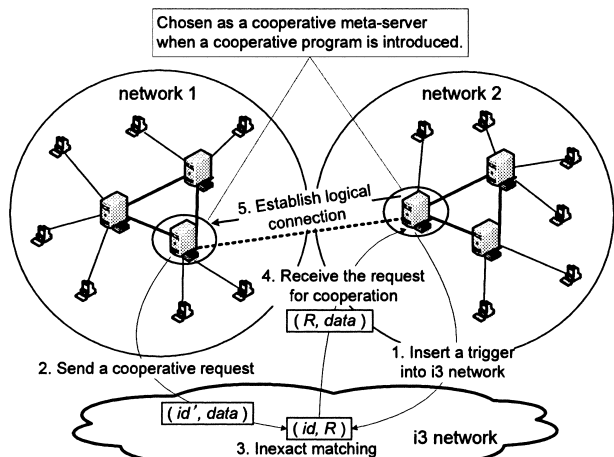 Chosen as a cooperative meta-server
when a cooperative program is introduced.
network 1
network 2
5. Establish logical
connection
4. Receive the request
for cooperation
(R, data)
1. Insert a trigger
into i3 network
2. Send a cooperative request
(id', data)
(id, R)
3. Inexact matching
i3 network